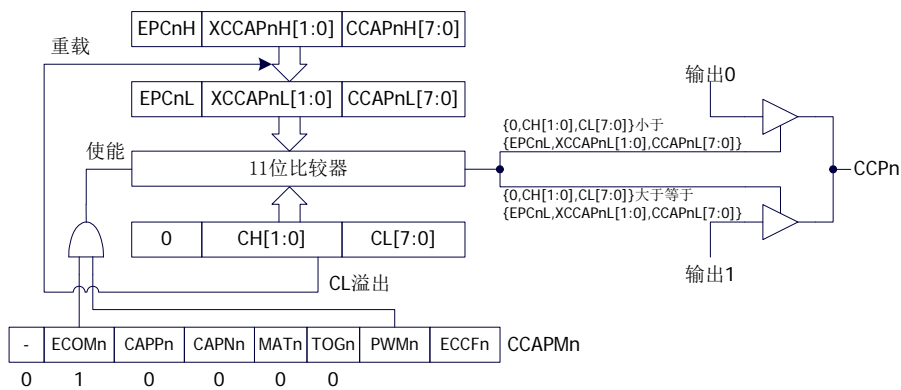 EPCnH XCCAPnH[1:0] CCAPnH[7:0]
重载
EPCnL XCCAPnL[1:0] CCAPnL[7:0]
输出0
{0,CH[1:0],CL[7:0]}小于
{EPCnL,XCCAPnL[1:0],CCAPnL[7:0]}
使能
11位比较器
CCPn
{0,CH[1:0],CL[7:0]}大于等于
{EPCnL,XCCAPnL[1:0],CCAPnL[7:0]}
0 CH[1:0] CL[7:0]
输出1
CL溢出
- ECOMn CAPPn CAPNn MATn TOGn PWMn ECCFn CCAPMn
0 1 0 0 0 0